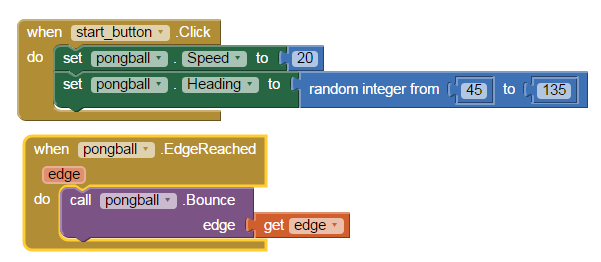 when start_button .Click
do set pongball . Speed to 20
set pongball . Heading to random integer from 45 to 135
when pongball .EdgeReached
edge
do call pongball .Bounce
edge get edge